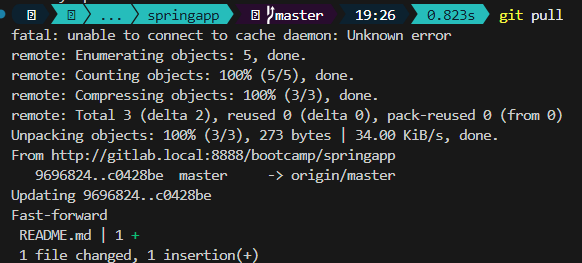 ... springapp master 19:26 0.823s git pull
fatal: unable to connect to cache daemon: Unknown error
remote: Enumerating objects: 5, done.
remote: Counting objects: 100% (5/5), done.
remote: Compressing objects: 100% (3/3), done.
remote: Total 3 (delta 2), reused 0 (delta 0), pack-reused 0 (from 0)
Unpacking objects: 100% (3/3), 273 bytes | 34.00 KiB/s, done.
From http://gitlab.local:8888/bootcamp/springapp
   9696824..c0428be  master     -> origin/master
Updating 9696824..c0428be
Fast-forward
 README.md | 1 +
 1 file changed, 1 insertion(+)